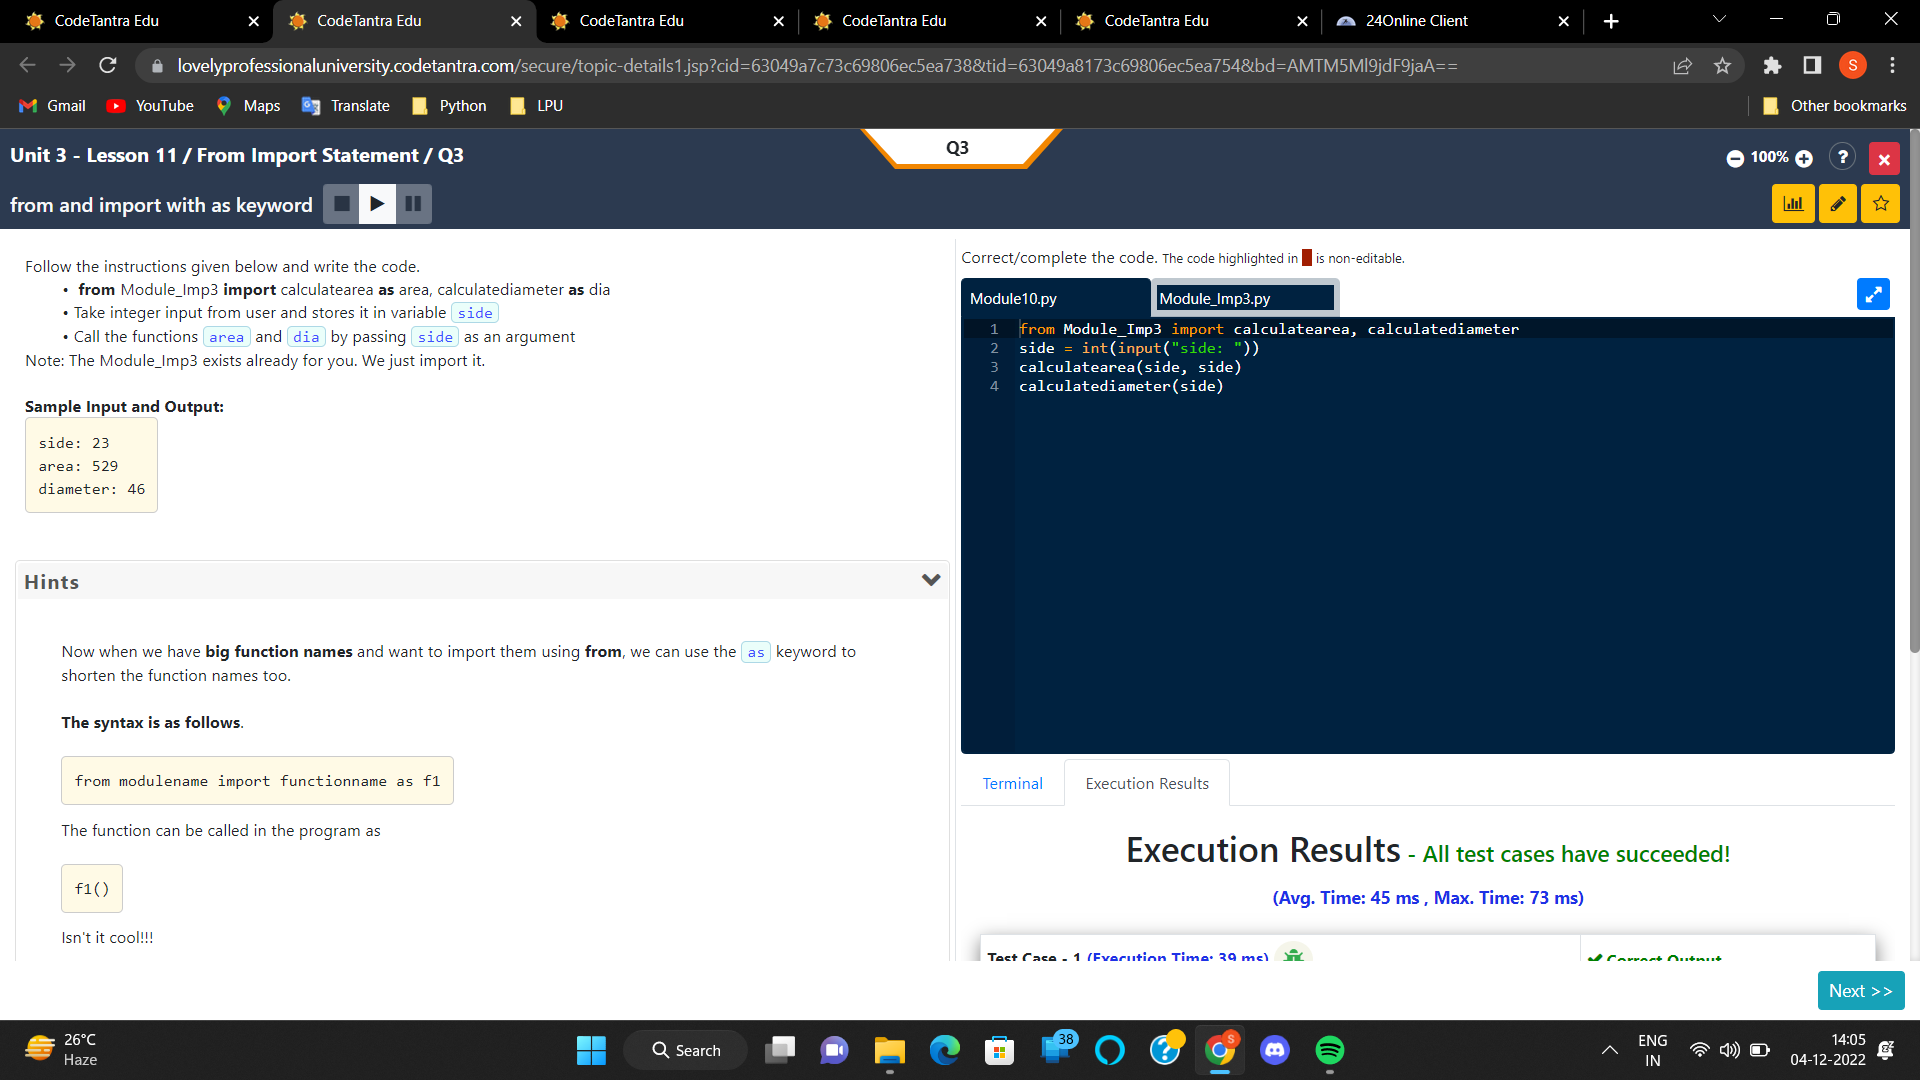 CodeTantra Edu
CodeTantra Edu
CodeTantra Edu
CodeTantra Edu
CodeTantra Edu
24Online Client
lovelyprofessionaluniversity.codetantra.com/secure/topic-details1.jsp?cid=63049a7c73c69806ec5ea738&tid=63049a8173c69806ec5ea754&bd=AMTM5MI9jdF9jaA==
S
Gmail
YouTube
Maps
Translate
Python
LPU
Other bookmarks
Unit 3 - Lesson 11 / From Import Statement / Q3
Q3
100%
?
from and import with as keyword
Follow the instructions given below and write the code.
• from Module_Imp3 import calculatearea as area, calculatediameter as dia
• Take integer input from user and stores it in variable side
• Call the functions area and dia by passing side as an argument
Note: The Module_Imp3 exists already for you. We just import it.
Sample Input and Output:
side: 23
area: 529
diameter: 46
Hints
Now when we have big function names and want to import them using from, we can use the as keyword to
shorten the function names too.
The syntax is as follows.
from modulename import functionname as f1
The function can be called in the program as
f1()
Isn't it cool!!!
Correct/complete the code. The code highlighted in is non-editable.
Module10.py
Module_Imp3.py
1 from Module_Imp3 import calculatearea, calculatediameter
2 side = int(input("side: "))
3 calculatearea(side, side)
4 calculatediameter(side)
Terminal
Execution Results
Execution Results - All test cases have succeeded!
(Avg. Time: 45 ms , Max. Time: 73 ms)
Test Case - 1 (Execution Time: 39 ms)
Correct Output
Next >>
26°C
Haze
Search
38
S
ENG
IN
14:05
04-12-2022